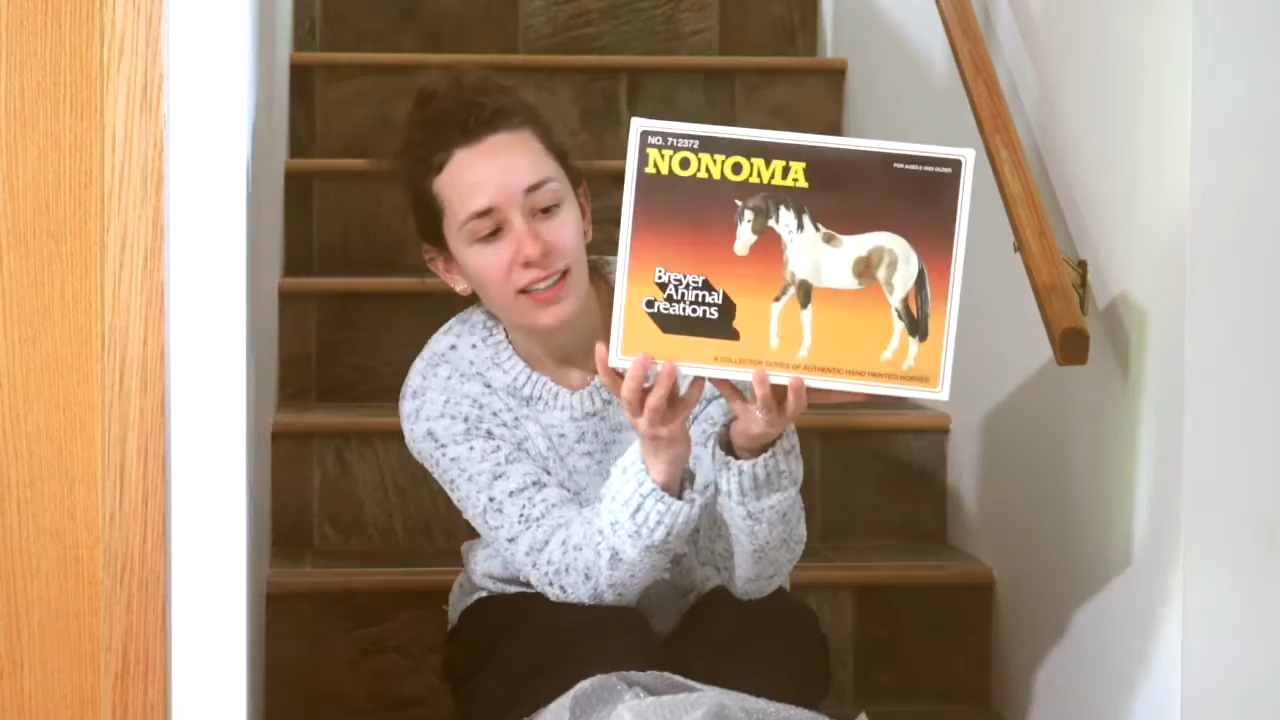 NO. 712372
NONOMA
FOR AGES 8 AND OLDER
Breyer
Animal
Creations
A COLLECTOR SERIES OF AUTHENTIC HAND PAINTED HORSES